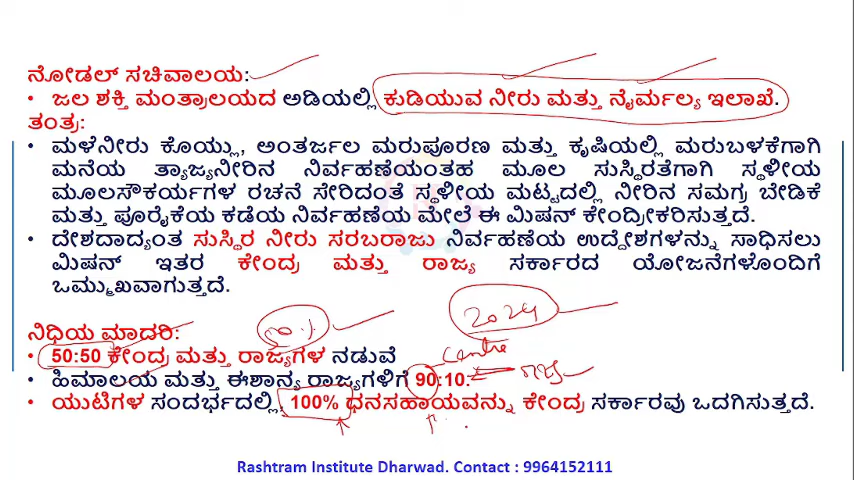 ನೋಡಲ್ ಸಚಿವಾಲಯ:
• ಜಲ ಶಕ್ತಿ ಮಂತ್ರಾಲಯದ ಅಡಿಯಲ್ಲಿ ಕುಡಿಯುವ ನೀರು ಮತ್ತು ನೈರ್ಮಲ್ಯ ಇಲಾಖೆ.
ತಂತ್ರ:
• ಮಳೆನೀರು ಕೊಯ್ಲು, ಅಂತರ್ಜಲ ಮರುಪೂರಣ ಮತ್ತು ಕೃಷಿಯಲ್ಲಿ ಮರುಬಳಕೆಗಾಗಿ
ಮನೆಯ ತ್ಯಾಜ್ಯನೀರಿನ ನಿರ್ವಹಣೆಯಂತಹ ಮೂಲ ಸುಸ್ಥಿರತೆಗಾಗಿ ಸ್ಥಳೀಯ
ಮೂಲಸೌಕರ್ಯಗಳ ರಚನೆ ಸೇರಿದಂತೆ ಸ್ಥಳೀಯ ಮಟ್ಟದಲ್ಲಿ ನೀರಿನ ಸಮಗ್ರ ಬೇಡಿಕೆ
ಮತ್ತು ಪೂರೈಕೆಯ ಕಡೆಯ ನಿರ್ವಹಣೆಯ ಮೇಲೆ ಈ ಮಿಷನ್ ಕೇಂದ್ರೀಕರಿಸುತ್ತದೆ.
• ದೇಶದಾದ್ಯಂತ ಸುಸ್ಥಿರ ನೀರು ಸರಬರಾಜು ನಿರ್ವಹಣೆಯ ಉದ್ದೇಶಗಳನ್ನು ಸಾಧಿಸಲು
ಮಿಷನ್ ಇತರ ಕೇಂದ್ರ ಮತ್ತು ರಾಜ್ಯ ಸರ್ಕಾರದ ಯೋಜನೆಗಳೊಂದಿಗೆ
ಒಮ್ಮುಖವಾಗುತ್ತದೆ.
2024
ನಿಧಿಯ ಮಾದರಿ:
Centre
• 50:50 ಕೇಂದ್ರ ಮತ್ತು ರಾಜ್ಯಗಳ ನಡುವೆ
• ಹಿಮಾಲಯ ಮತ್ತು ಈಶಾನ್ಯ ರಾಜ್ಯಗಳಿಗೆ 90:10.
• ಯುಟಿಗಳ ಸಂದರ್ಭದಲ್ಲಿ, 100% ಧನಸಹಾಯವನ್ನು ಕೇಂದ್ರ ಸರ್ಕಾರವು ಒದಗಿಸುತ್ತದೆ.
Rashtram Institute Dharwad. Contact : 9964152111